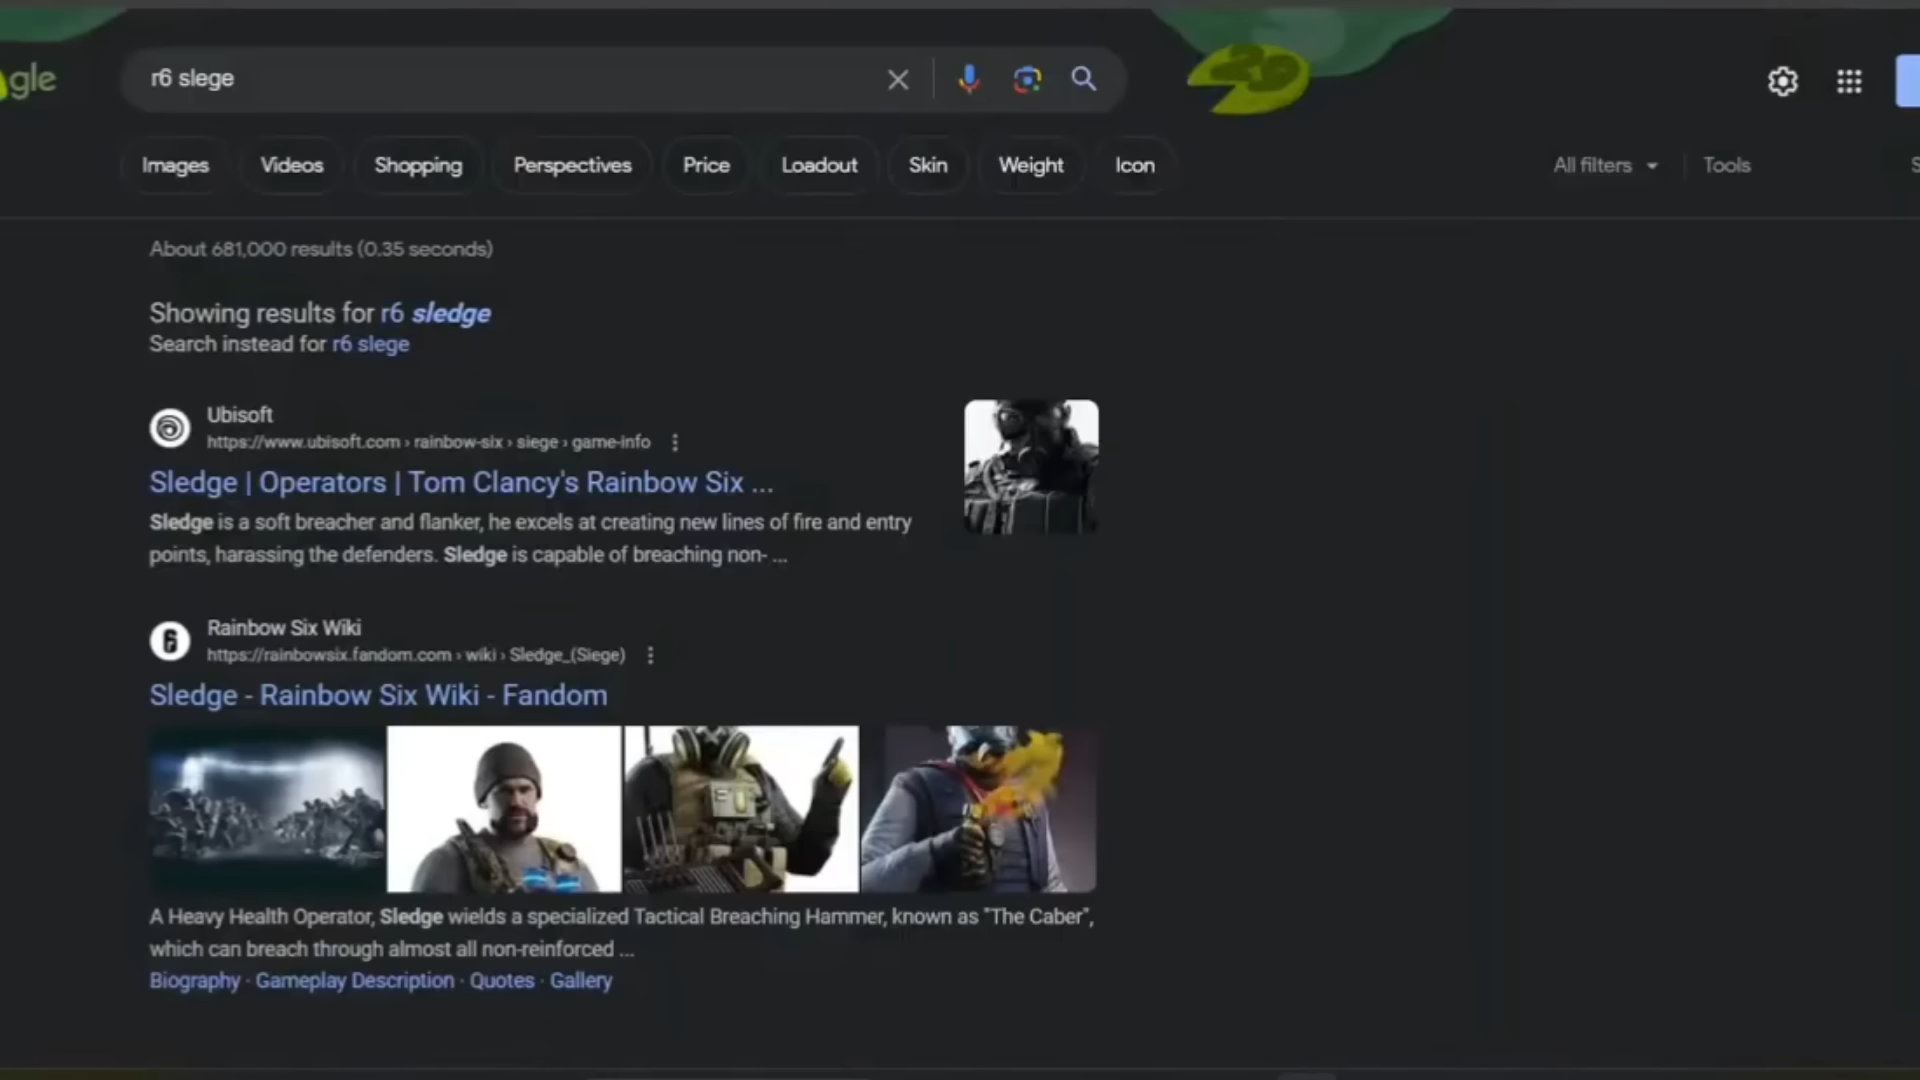 gle
r6 slege
29
Images Videos Shopping Perspectives Price Loadout Skin Weight Icon All filters Tools S
About 681,000 results (0.35 seconds)
Showing results for r6 sledge
Search instead for r6 slege
Ubisoft
https://www.ubisoft.com › rainbow-six › siege › game-info
Sledge | Operators | Tom Clancy's Rainbow Six ...
Sledge is a soft breacher and flanker, he excels at creating new lines of fire and entry
points, harassing the defenders. Sledge is capable of breaching non- ...
6
Rainbow Six Wiki
https://rainbowsix.fandom.com › wiki › Sledge_(Siege)
Sledge - Rainbow Six Wiki - Fandom
A Heavy Health Operator, Sledge wields a specialized Tactical Breaching Hammer, known as "The Caber",
which can breach through almost all non-reinforced ...
Biography · Gameplay Description · Quotes · Gallery